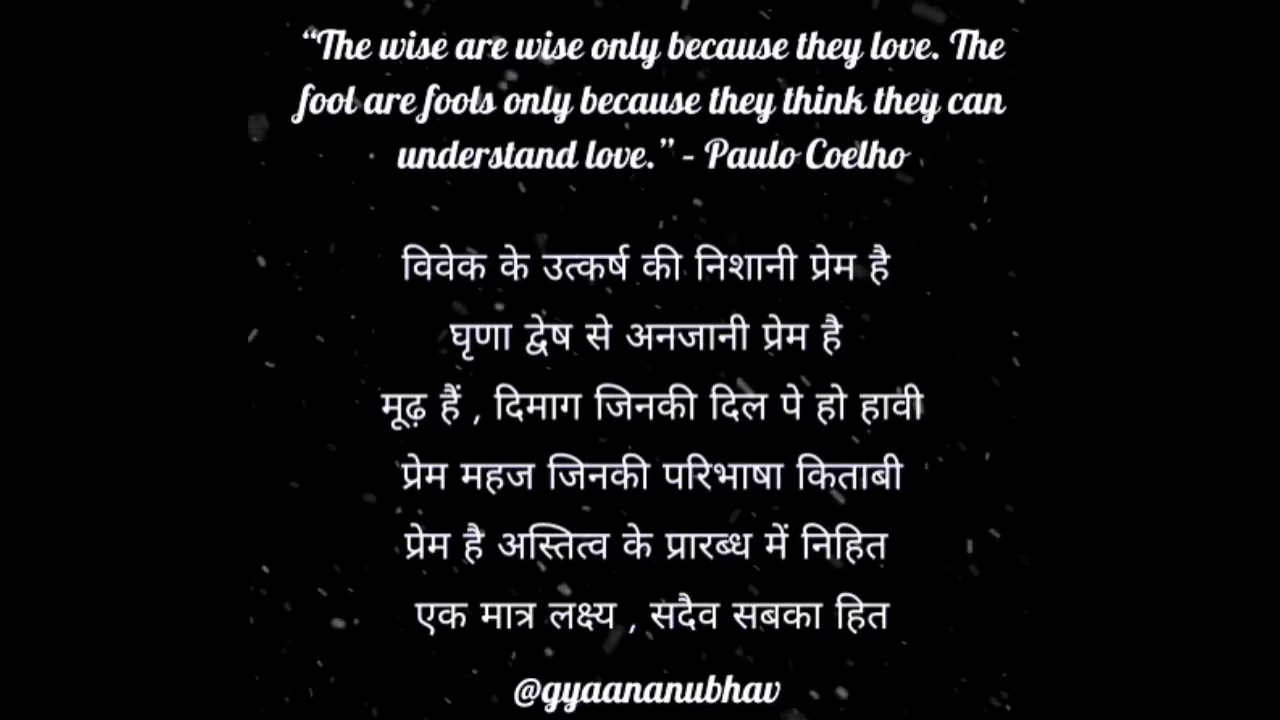 “The wise are wise only because they love. The
fool are fools only because they think they can
understand love.” - Paulo Coelho
विवेक के उत्कर्ष की निशानी प्रेम है
घृणा द्वेष से अनजानी प्रेम है
मूढ़ हैं , दिमाग जिनकी दिल पे हो हावी
प्रेम महज जिनकी परिभाषा किताबी
प्रेम है अस्तित्व के प्रारब्ध में निहित
एक मात्र लक्ष्य , सदैव सबका हित
@gyaananubhav